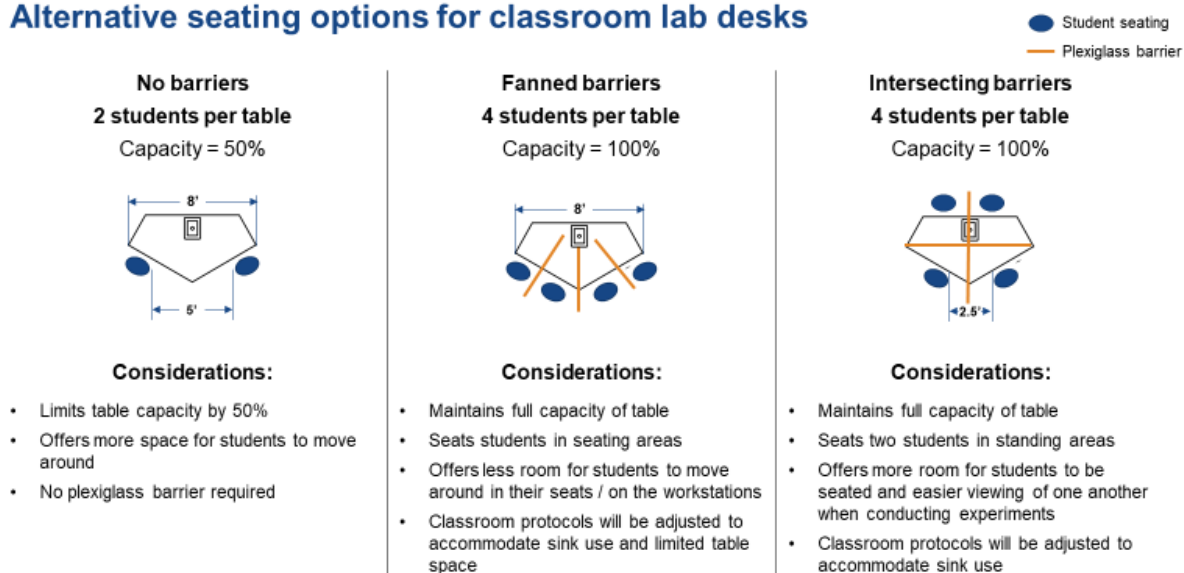 Alternative seating options for classroom lab desks
Student seating
Plexiglass barrier
No barriers
2 students per table
Capacity = 50%
8'
5'
Considerations:
• Limits table capacity by 50%
• Offers more space for students to move
around
• No plexiglass barrier required
Fanned barriers
4 students per table
Capacity = 100%
8'
Considerations:
• Maintains full capacity of table
• Seats students in seating areas
• Offers less room for students to move
around in their seats / on the workstations
• Classroom protocols will be adjusted to
accommodate sink use and limited table
space
Intersecting barriers
4 students per table
Capacity = 100%
2.5'
Considerations:
• Maintains full capacity of table
• Seats two students in standing areas
• Offers more room for students to be
seated and easier viewing of one another
when conducting experiments
• Classroom protocols will be adjusted to
accommodate sink use